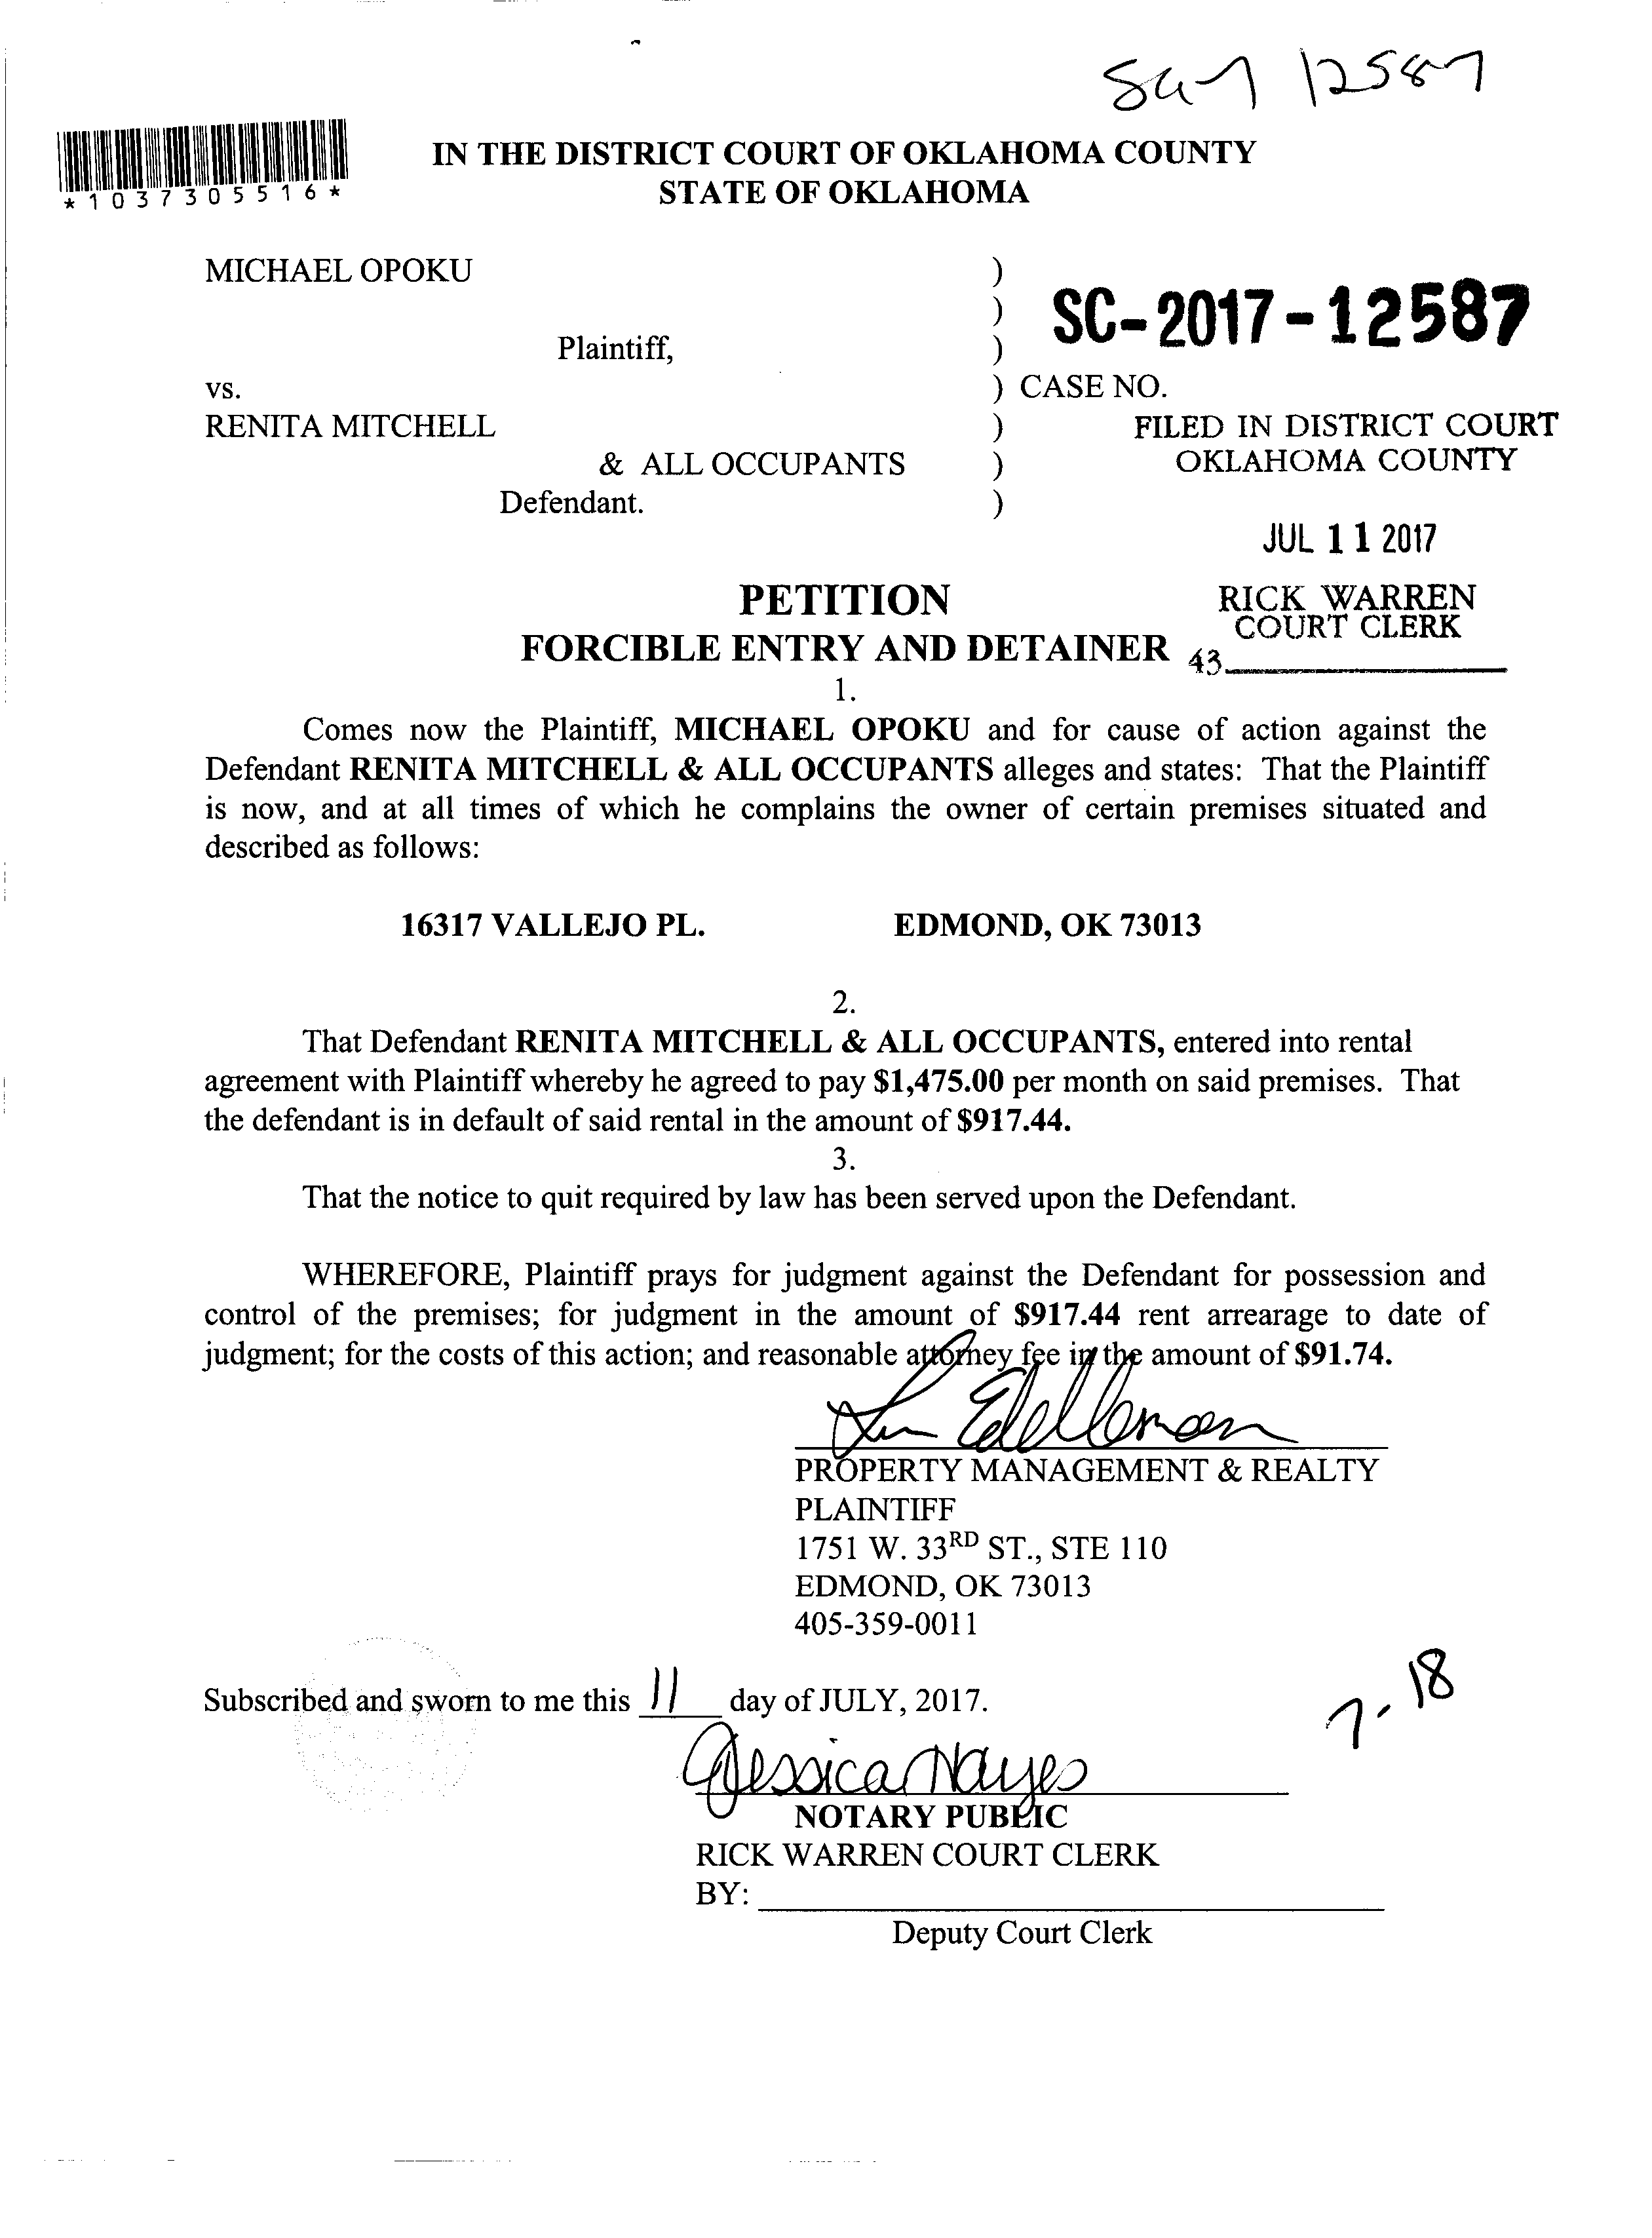 *1037305516*
IN THE DISTRICT COURT OF OKLAHOMA COUNTY
STATE OF OKLAHOMA
MICHAEL OPOKU )
)
SC-2017-12587
Plaintiff, )
vs. ) CASE NO.
RENITA MITCHELL )
FILED IN DISTRICT COURT
& ALL OCCUPANTS )
OKLAHOMA COUNTY
Defendant. )
JUL 11 2017
PETITION
RICK WARREN
COURT CLERK
FORCIBLE ENTRY AND DETAINER
43
1.
Comes now the Plaintiff, MICHAEL OPOKU and for cause of action against the
Defendant RENITA MITCHELL & ALL OCCUPANTS alleges and states: That the Plaintiff
is now, and at all times of which he complains the owner of certain premises situated and
described as follows:
16317 VALLEJO PL. EDMOND, OK 73013
2.
That Defendant RENITA MITCHELL & ALL OCCUPANTS, entered into rental
agreement with Plaintiff whereby he agreed to pay $1,475.00 per month on said premises. That
the defendant is in default of said rental in the amount of $917.44.
3.
That the notice to quit required by law has been served upon the Defendant.
WHEREFORE, Plaintiff prays for judgment against the Defendant for possession and
control of the premises; for judgment in the amount of $917.44 rent arrearage to date of
judgment; for the costs of this action; and reasonable attorney fee in the amount of $91.74.
PROPERTY MANAGEMENT & REALTY
PLAINTIFF
1751 W. 33RD ST., STE 110
EDMOND, OK 73013
405-359-0011
Subscribed and sworn to me this 11 day of JULY, 2017.
7-18
Jessica Hayes
NOTARY PUBLIC
RICK WARREN COURT CLERK
BY:
Deputy Court Clerk